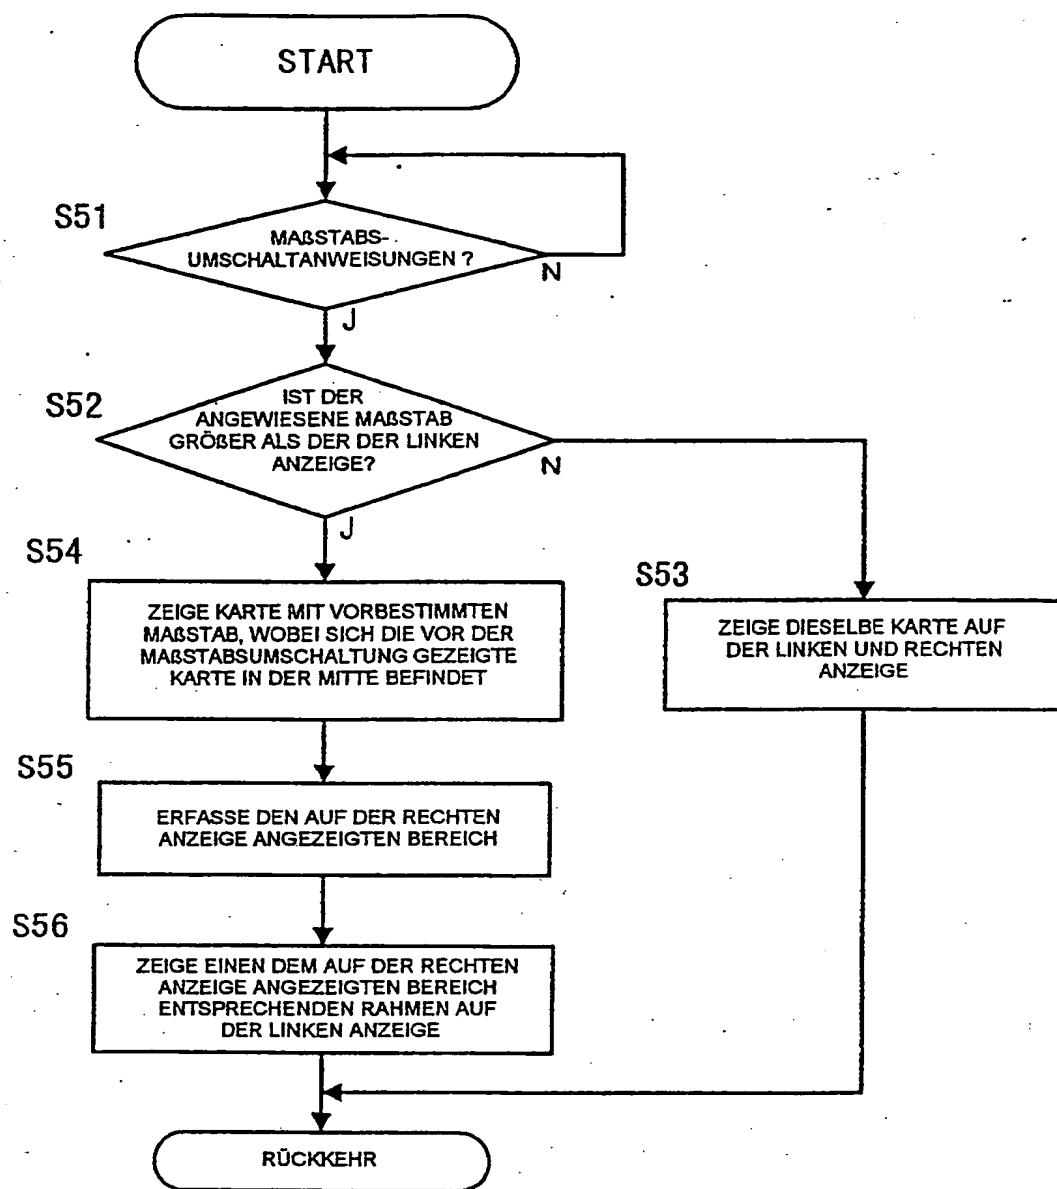 START
S51
MAßSTABS-
UMSCHALTANWEISUNGEN ?
N
J
S52
IST DER
ANGEWIESENE MAßSTAB
GRÖßER ALS DER DER LINKEN
ANZEIGE?
N
J
S54
ZEIGE KARTE MIT VORBESTIMMTEN
MAßSTAB, WOBEI SICH DIE VOR DER
MAßSTABSUMSCHALTUNG GEZEIGTE
KARTE IN DER MITTE BEFINDET
S53
ZEIGE DIESELBE KARTE AUF
DER LINKEN UND RECHTEN
ANZEIGE
S55
ERFASSE DEN AUF DER RECHTEN
ANZEIGE ANGEZEIGTEN BEREICH
S56
ZEIGE EINEN DEM AUF DER RECHTEN
ANZEIGE ANGEZEIGTEN BEREICH
ENTSPRECHENDEN RAHMEN AUF
DER LINKEN ANZEIGE
RÜCKKEHR